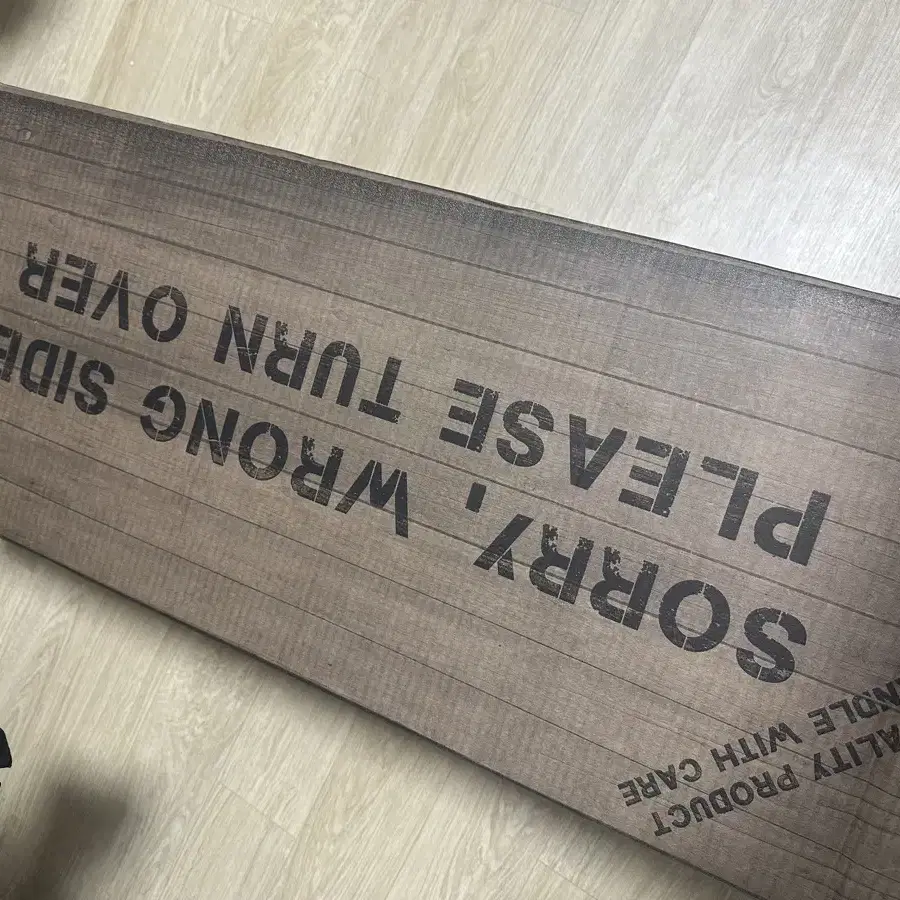 SORRY, WRONG SIDE
PLEASE TURN OVER
ALITY PRODUCT
NDLE WITH CARE